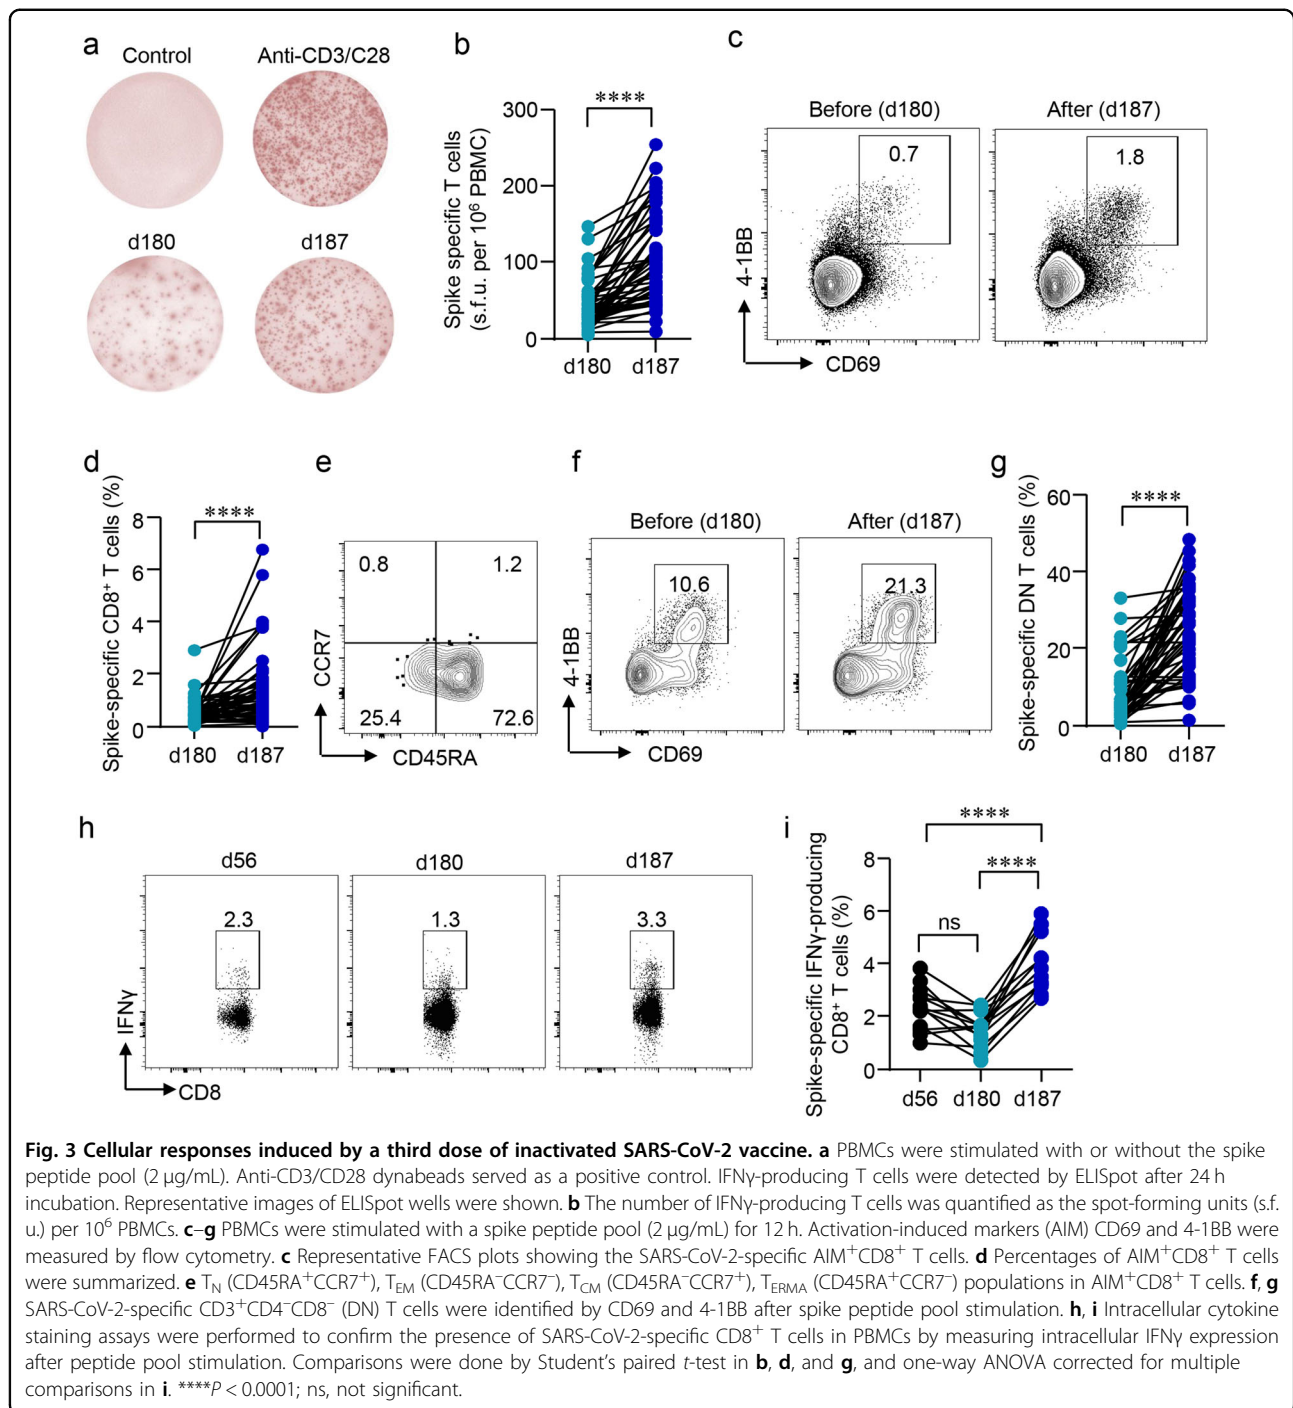 a
Control
Anti-CD3/C28
d180
d187
b
Spike specific T cells
(s.f.u. per 10⁶ PBMC)
300
200
100
0
****
d180 d187
c
Before (d180)
After (d187)
0.7
1.8
4-1BB
CD69
d
Spike-specific CD8⁺ T cells (%)
8
6
4
2
0
****
d180 d187
e
0.8
1.2
25.4
72.6
CCR7
CD45RA
f
Before (d180)
After (d187)
10.6
21.3
4-1BB
CD69
g
Spike-specific DN T cells (%)
60
40
20
0
****
d180 d187
h
d56
d180
d187
2.3
1.3
3.3
IFNγ
CD8
i
Spike-specific IFNγ-producing
CD8⁺ T cells (%)
8
6
4
2
0
****
****
ns
d56 d180 d187
Fig. 3 Cellular responses induced by a third dose of inactivated SARS-CoV-2 vaccine. a PBMCs were stimulated with or without the spike
peptide pool (2 μg/mL). Anti-CD3/CD28 dynabeads served as a positive control. IFNγ-producing T cells were detected by ELISpot after 24 h
incubation. Representative images of ELISpot wells were shown. b The number of IFNγ-producing T cells was quantified as the spot-forming units (s.f.
u.) per 10⁶ PBMCs. c–g PBMCs were stimulated with a spike peptide pool (2 μg/mL) for 12 h. Activation-induced markers (AIM) CD69 and 4-1BB were
measured by flow cytometry. c Representative FACS plots showing the SARS-CoV-2-specific AIM⁺CD8⁺ T cells. d Percentages of AIM⁺CD8⁺ T cells
were summarized. e T_N (CD45RA⁺CCR7⁺), T_EM (CD45RA⁻CCR7⁻), T_CM (CD45RA⁻CCR7⁺), T_ERMA (CD45RA⁺CCR7⁻) populations in AIM⁺CD8⁺ T cells. f, g
SARS-CoV-2-specific CD3⁺CD4⁻CD8⁻ (DN) T cells were identified by CD69 and 4-1BB after spike peptide pool stimulation. h, i Intracellular cytokine
staining assays were performed to confirm the presence of SARS-CoV-2-specific CD8⁺ T cells in PBMCs by measuring intracellular IFNγ expression
after peptide pool stimulation. Comparisons were done by Student's paired t-test in b, d, and g, and one-way ANOVA corrected for multiple
comparisons in i. ****P < 0.0001; ns, not significant.